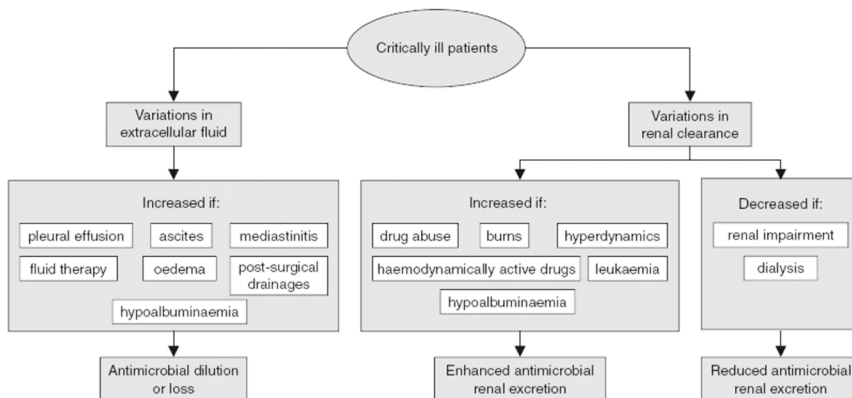 Critically ill patients
Variations in
extracellular fluid
Variations in
renal clearance
Increased if:
pleural effusion
ascites
mediastinitis
fluid therapy
oedema
post-surgical
drainages
hypoalbuminaemia
Increased if:
drug abuse
burns
hyperdynamics
haemodynamically active drugs
leukaemia
hypoalbuminaemia
Decreased if:
renal impairment
dialysis
Antimicrobial dilution
or loss
Enhanced antimicrobial
renal excretion
Reduced antimicrobial
renal excretion